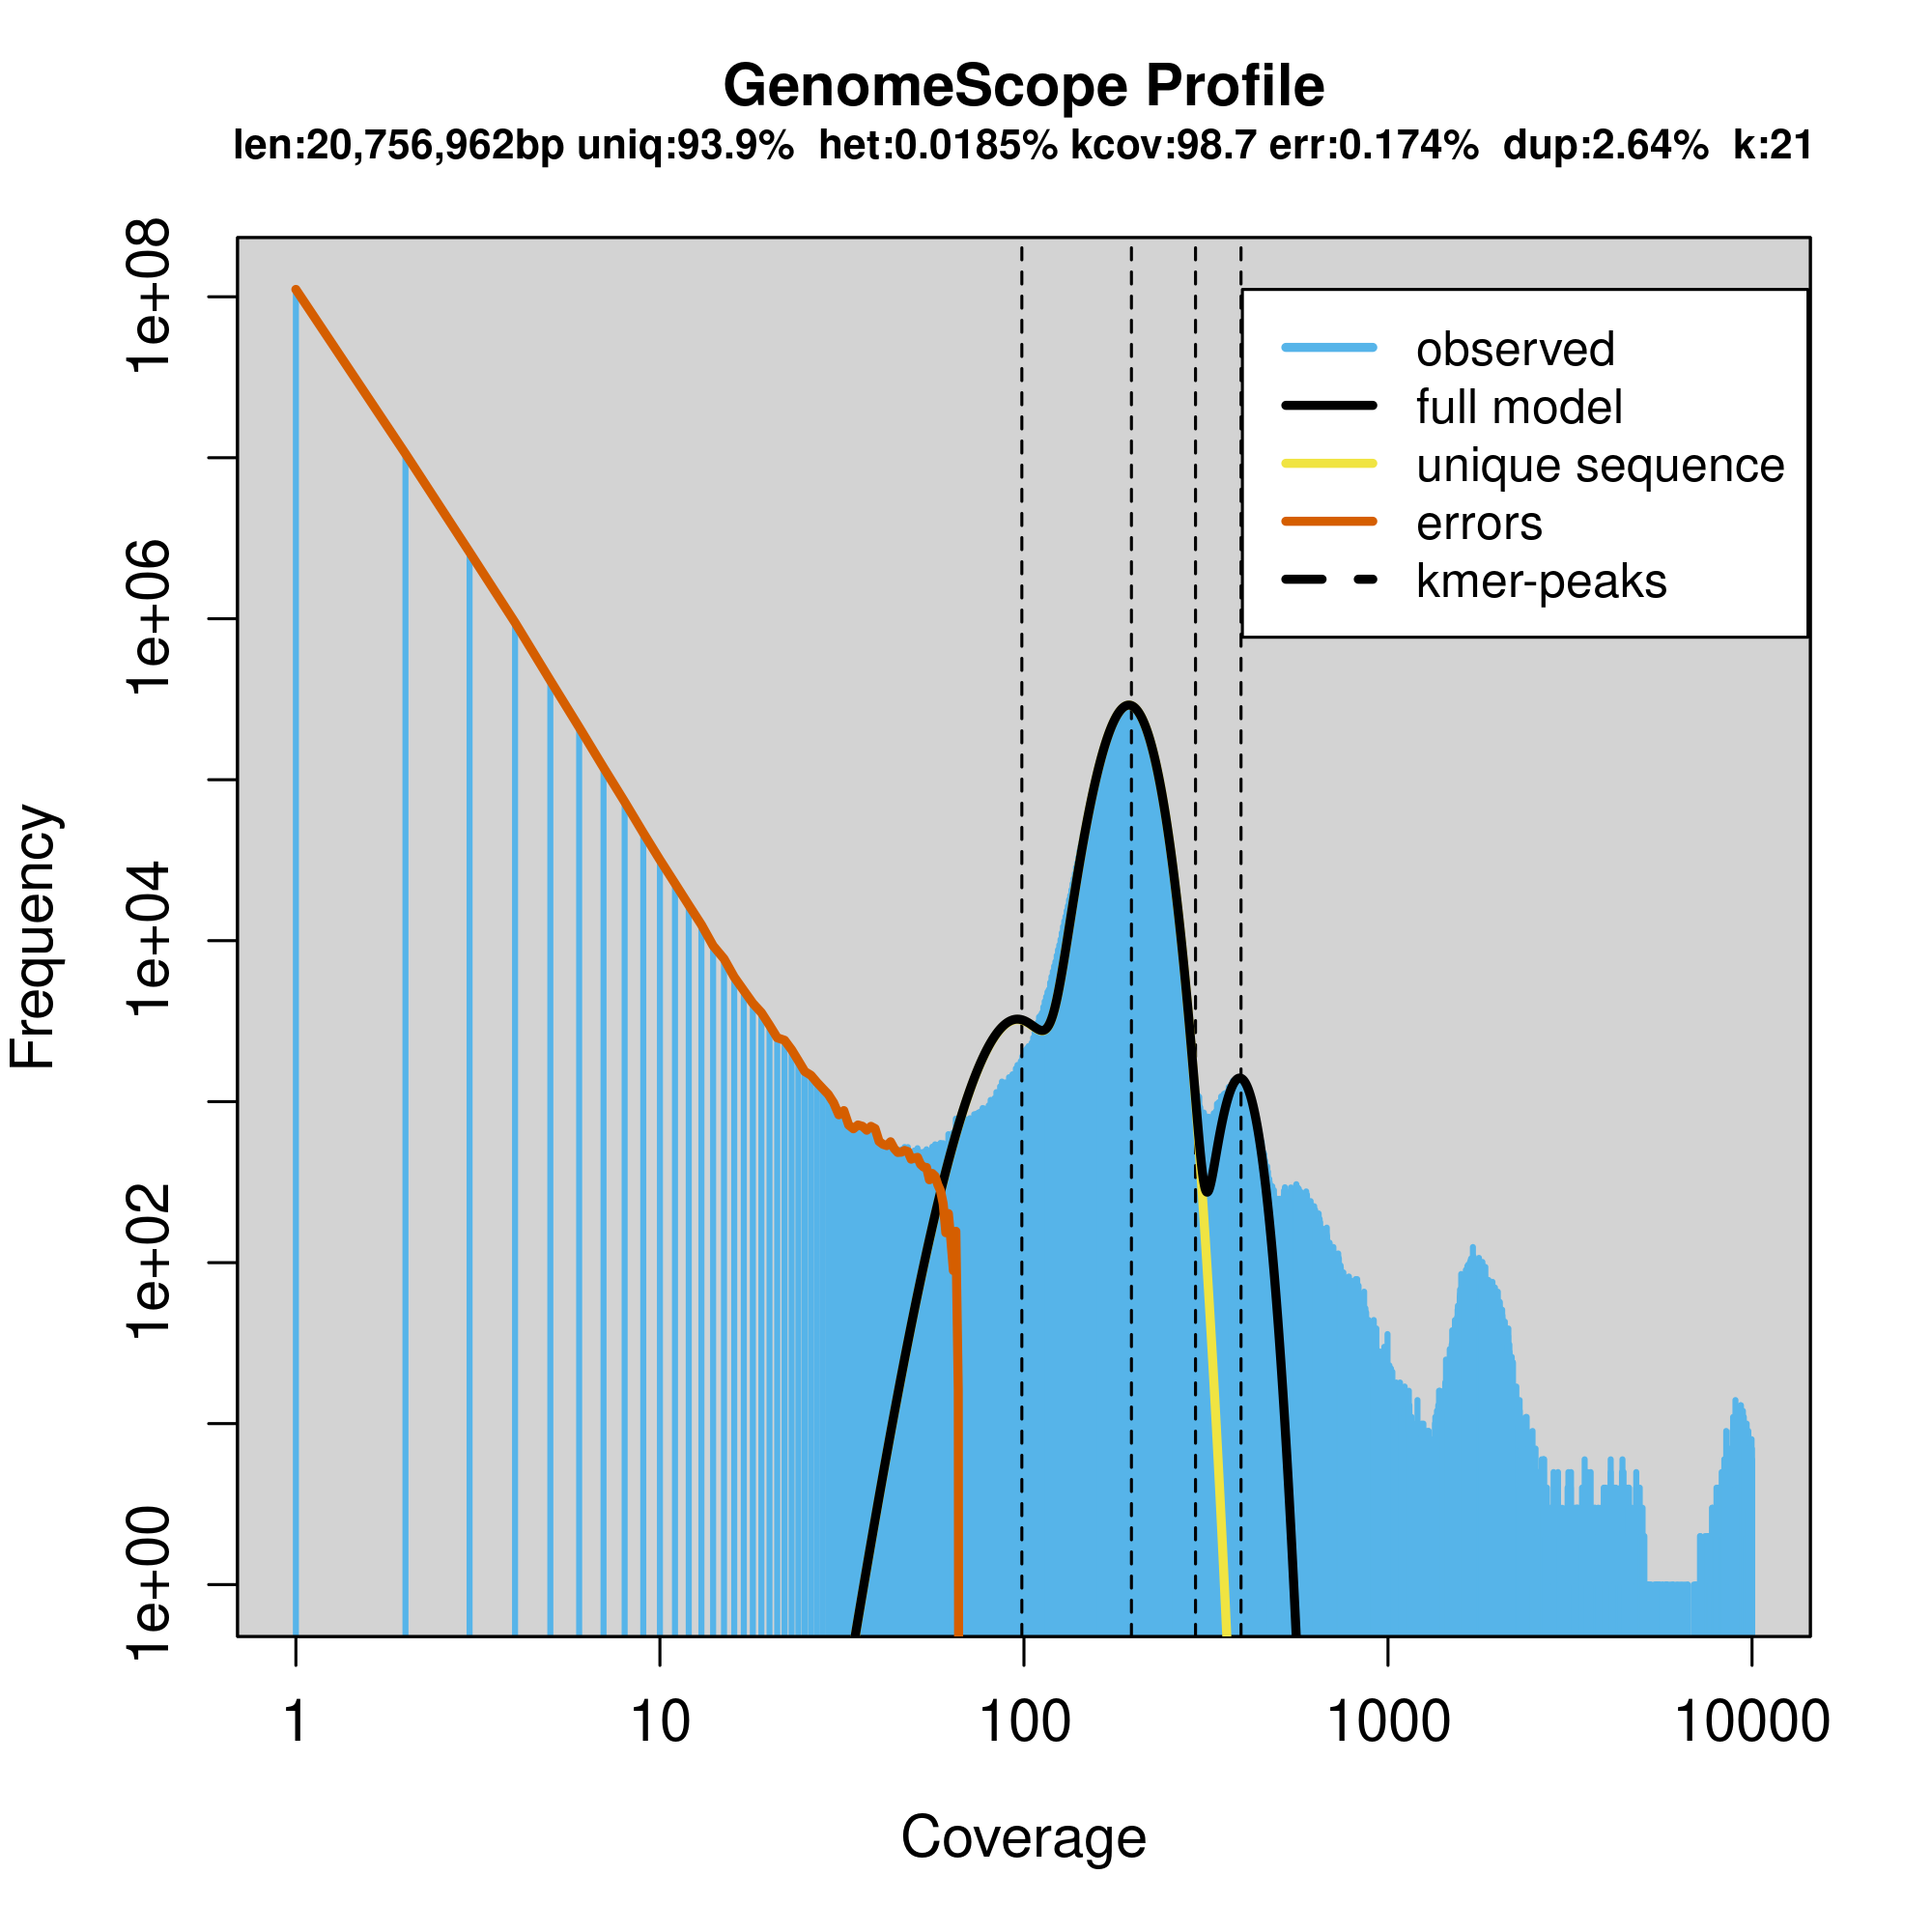 GenomeScope Profile
len:20,756,962bp uniq:93.9% het:0.0185% kcov:98.7 err:0.174% dup:2.64% k:21
observed
full model
unique sequence
errors
kmer-peaks
Frequency
1e+08
1e+06
1e+04
1e+02
1e+00
1 10 100 1000 10000
Coverage